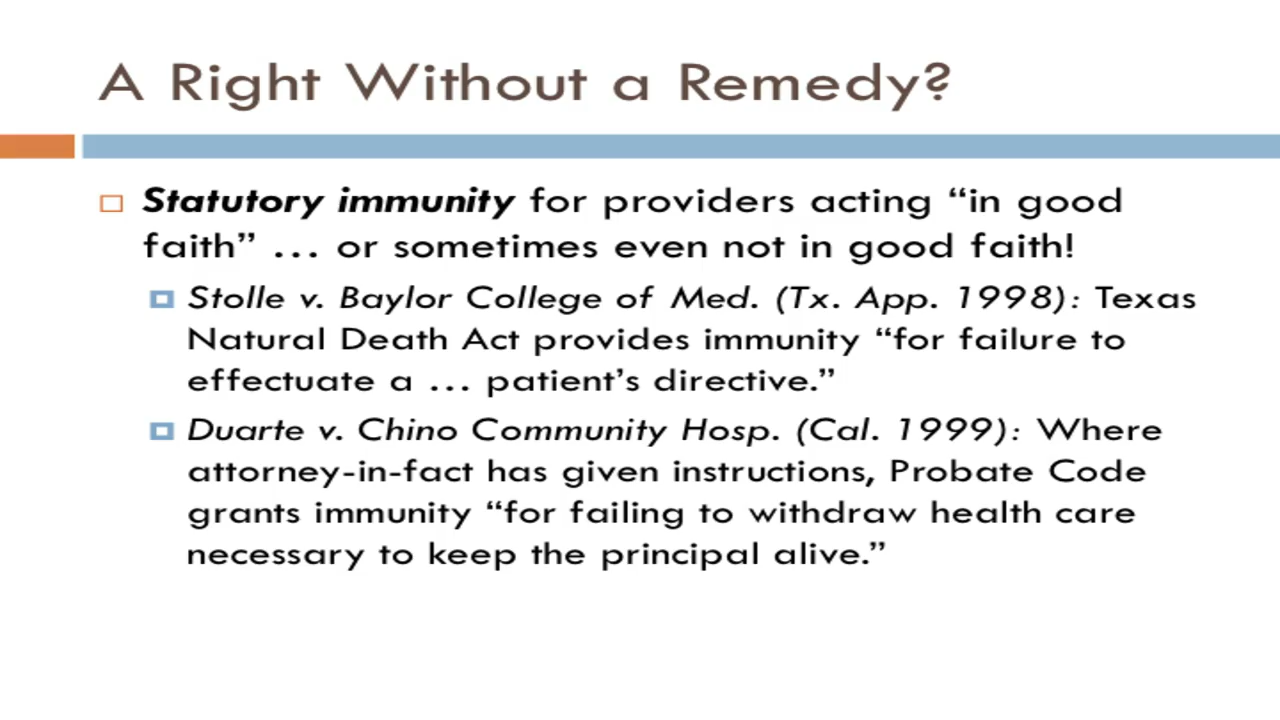 A Right Without a Remedy?
Statutory immunity for providers acting “in good
faith” … or sometimes even not in good faith!
Stolle v. Baylor College of Med. (Tx. App. 1998): Texas
Natural Death Act provides immunity “for failure to
effectuate a … patient’s directive.”
Duarte v. Chino Community Hosp. (Cal. 1999): Where
attorney-in-fact has given instructions, Probate Code
grants immunity “for failing to withdraw health care
necessary to keep the principal alive.”